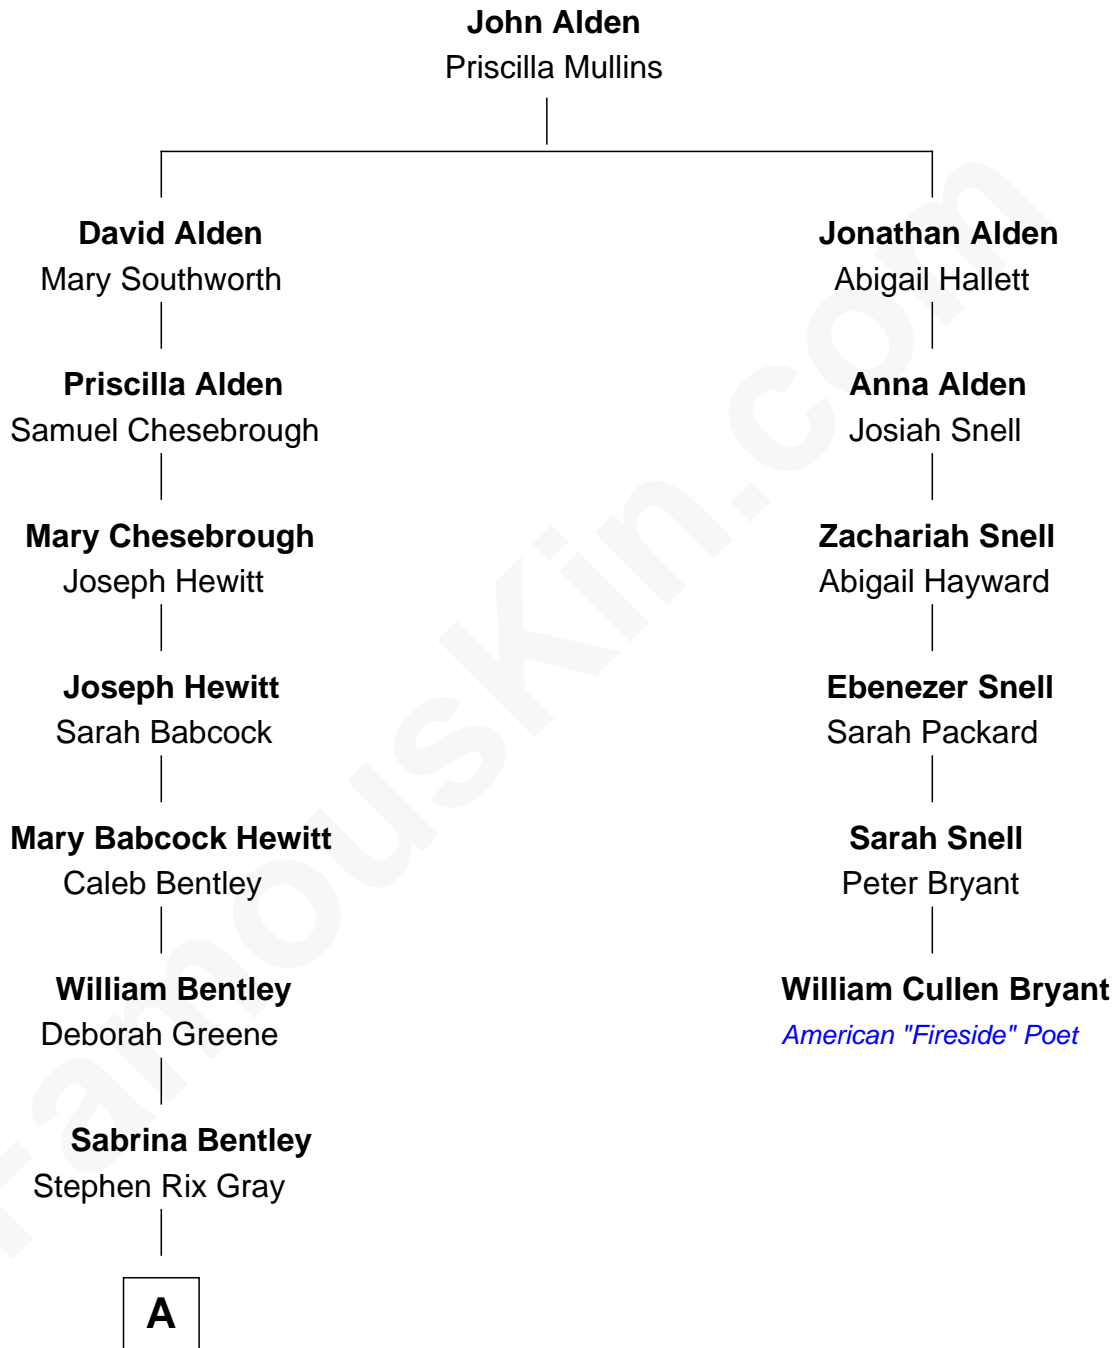 John Alden
Priscilla Mullins
David Alden
Mary Southworth
Jonathan Alden
Abigail Hallett
Priscilla Alden
Samuel Chesebrough
Anna Alden
Josiah Snell
Mary Chesebrough
Joseph Hewitt
Zachariah Snell
Abigail Hayward
Joseph Hewitt
Sarah Babcock
Ebenezer Snell
Sarah Packard
Mary Babcock Hewitt
Caleb Bentley
Sarah Snell
Peter Bryant
William Bentley
Deborah Greene
William Cullen Bryant
American "Fireside" Poet
Sabrina Bentley
Stephen Rix Gray
A
FamousKin.com